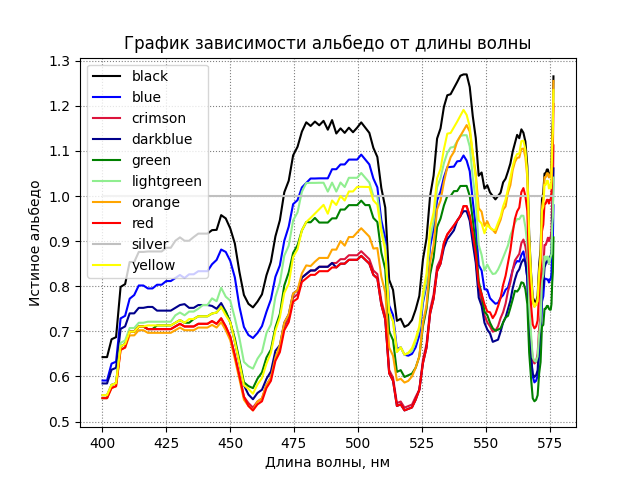 График зависимости альбедо от длины волны
Истиное альбедо
1.3
1.2
1.1
1.0
0.9
0.8
0.7
0.6
0.5
black
blue
crimson
darkblue
green
lightgreen
orange
red
silver
yellow
400
425
450
475
500
525
550
575
Длина волны, нм